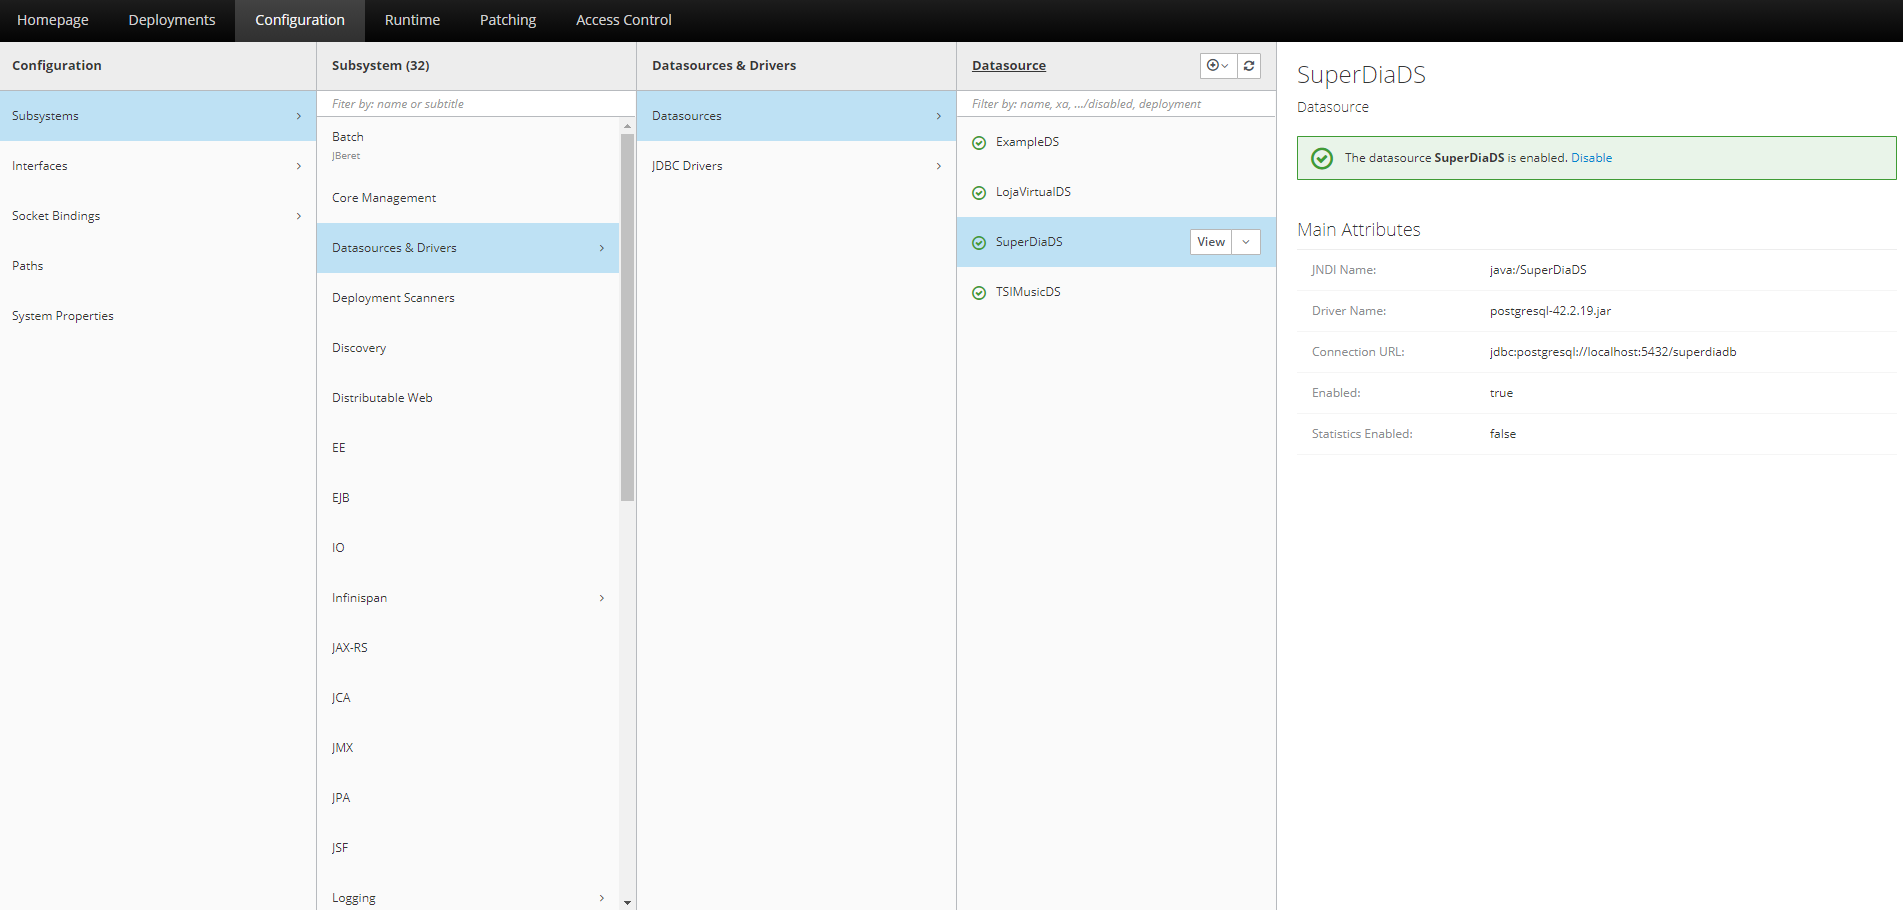 Homepage Deployments Configuration Runtime Patching Access Control
Configuration
Subsystems
Interfaces
Socket Bindings
Paths
System Properties
Subsystem (32)
Fiter by: name or subtitle
Batch
JBeret
Core Management
Datasources & Drivers
Deployment Scanners
Discovery
Distributable Web
EE
EJB
IO
Infinispan
JAX-RS
JCA
JMX
JPA
JSF
Logging
Datasources & Drivers
Datasources
JDBC Drivers
Datasource
Filter by: name, xa, .../disabled, deployment
ExampleDS
LojaVirtualDS
SuperDiaDS View
TSIMusicDS
SuperDiaDS
Datasource
The datasource SuperDiaDS is enabled. Disable
Main Attributes
JNDI Name: java:/SuperDiaDS
Driver Name: postgresql-42.2.19.jar
Connection URL: jdbc:postgresql://localhost:5432/superdiadb
Enabled: true
Statistics Enabled: false